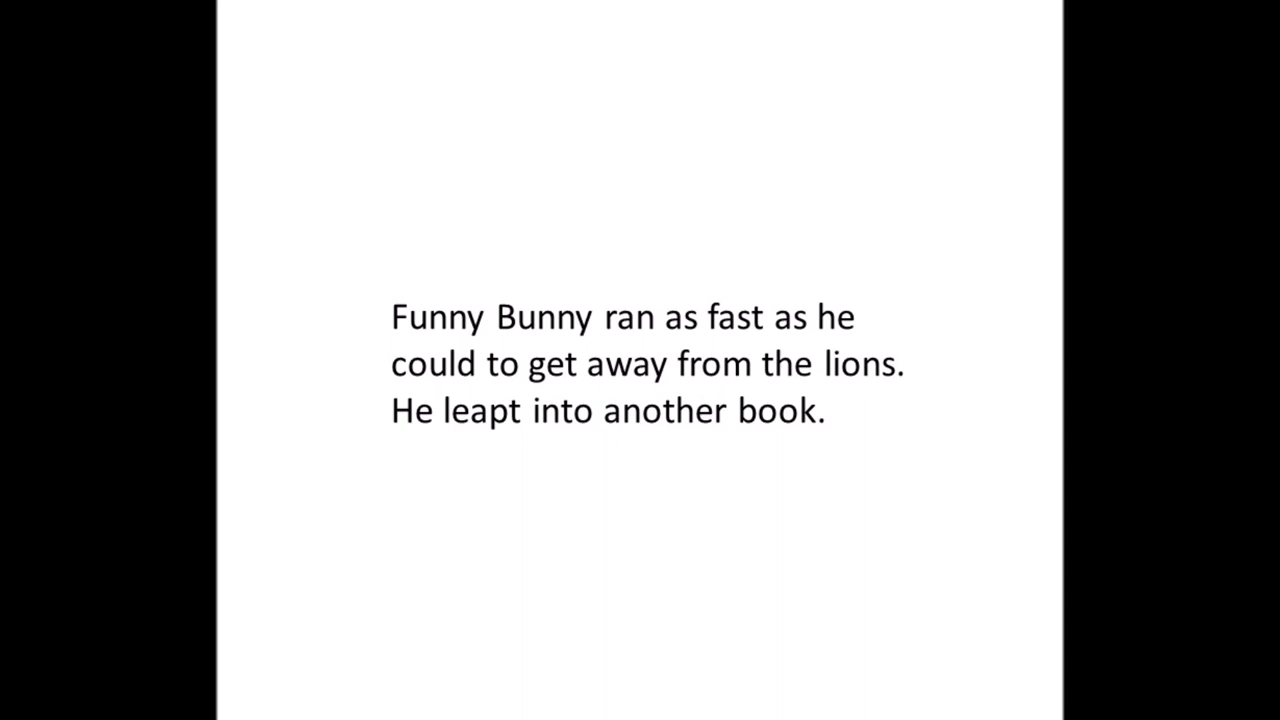 Funny Bunny ran as fast as he
could to get away from the lions.
He leapt into another book.